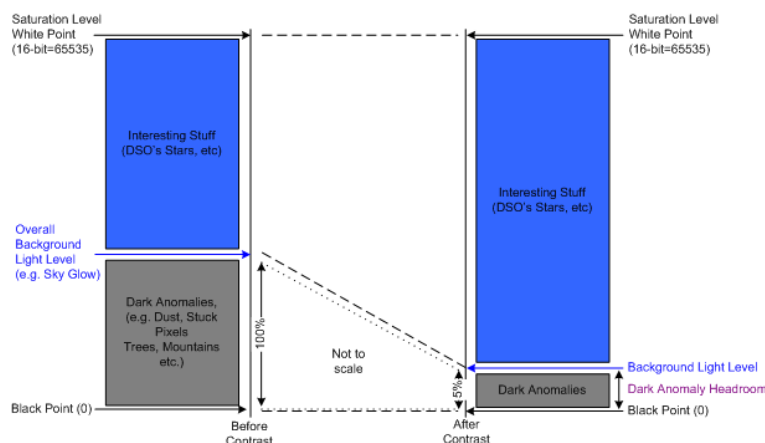 Saturation Level
White Point
(16-bit=65535)
Saturation Level
White Point
(16-bit=65535)
Interesting Stuff
(DSO's Stars, etc)
Interesting Stuff
(DSO's Stars, etc)
Overall
Background
Light Level
(e.g. Sky Glow)
Dark Anomalies,
(e.g. Dust, Stuck
Pixels
Trees, Mountains
etc.)
100%
Not to
scale
5%
Background Light Level
Dark Anomalies
Dark Anomaly Headroom
Black Point (0)
Black Point (0)
Before
Contrast
After
Contrast